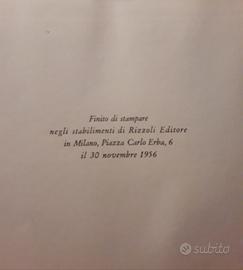 Finito di stampare
negli stabilimenti di Rizzoli Editore
in Milano, Piazza Carlo Erba, 6
il 30 novembre 1956
subito